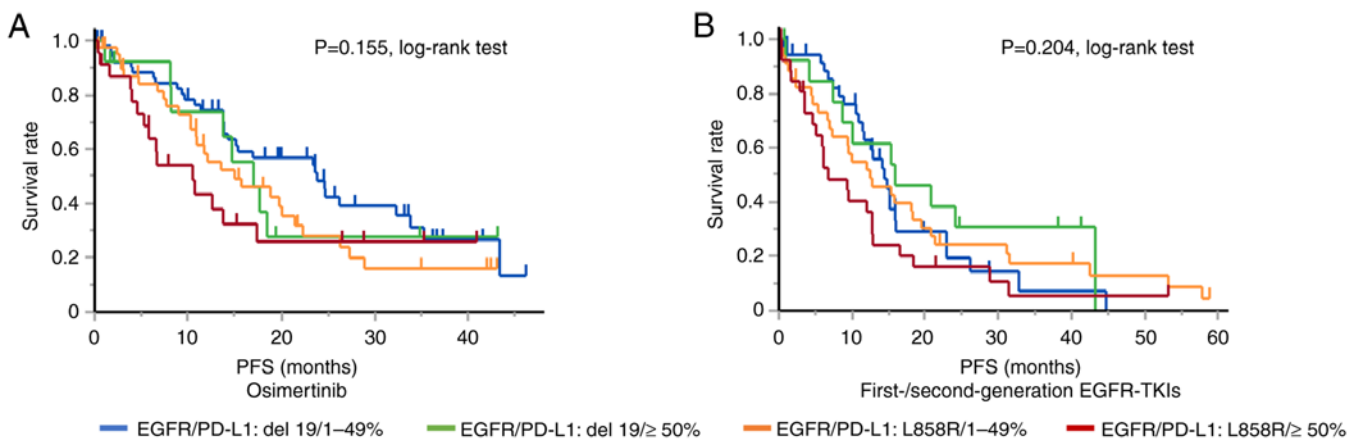 A
P=0.155, log-rank test
Survival rate
1.0
0.8
0.6
0.4
0.2
0
0 10 20 30 40
PFS (months)
Osimertinib
B
P=0.204, log-rank test
Survival rate
1.0
0.8
0.6
0.4
0.2
0
0 10 20 30 40 50 60
PFS (months)
First-/second-generation EGFR-TKIs
EGFR/PD-L1: del 19/1–49% EGFR/PD-L1: del 19/≥ 50% EGFR/PD-L1: L858R/1–49% EGFR/PD-L1: L858R/≥ 50%